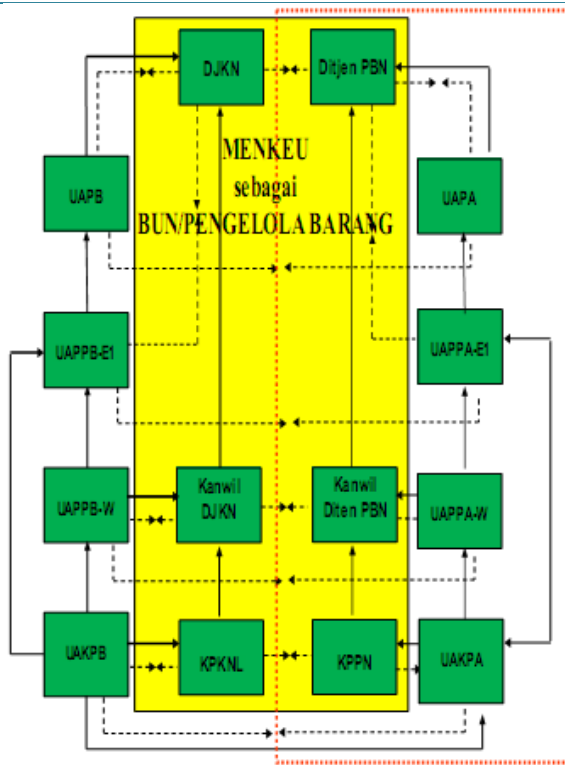 DJKN
Ditjen PBN
MENKEU
sebagai
BUN/PENGELOLA BARANG
UAPB
UAPA
UAPPB-E1
UAPPA-E1
UAPPB-W
Kanwil
DJKN
Kanwil
Diten PBN
UAPPA-W
UAKPB
KPKNL
KPPN
UAKPA